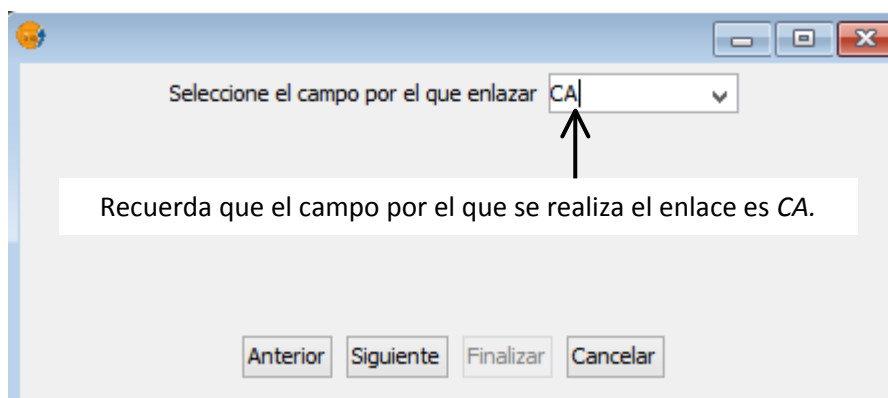 Seleccione el campo por el que enlazar CA
Recuerda que el campo por el que se realiza el enlace es CA.
Anterior Siguiente Finalizar Cancelar